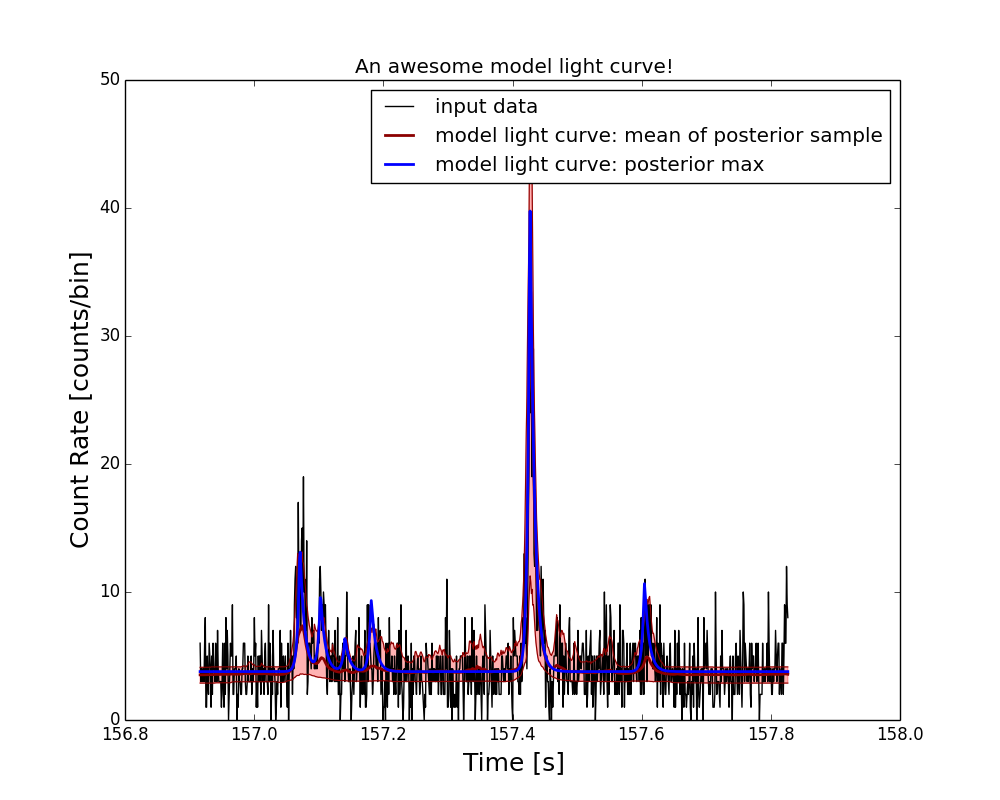 An awesome model light curve!
input data
model light curve: mean of posterior sample
model light curve: posterior max
Count Rate [counts/bin]
50
40
30
20
10
0
156.8 157.0 157.2 157.4 157.6 157.8 158.0
Time [s]